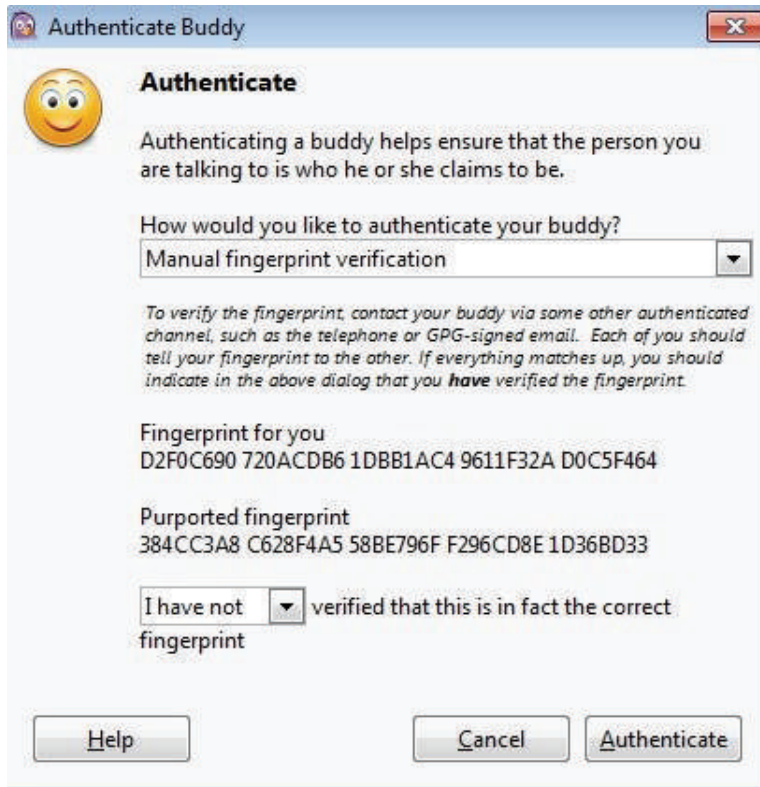 Authenticate Buddy
Authenticate
Authenticating a buddy helps ensure that the person you
are talking to is who he or she claims to be.
How would you like to authenticate your buddy?
Manual fingerprint verification
To verify the fingerprint, contact your buddy via some other authenticated
channel, such as the telephone or GPG-signed email. Each of you should
tell your fingerprint to the other. If everything matches up, you should
indicate in the above dialog that you have verified the fingerprint.
Fingerprint for you
D2F0C690 720ACDB6 1DBB1AC4 9611F32A D0C5F464
Purported fingerprint
384CC3A8 C628F4A5 58BE796F F296CD8E 1D36BD33
I have not verified that this is in fact the correct
fingerprint
Help Cancel Authenticate